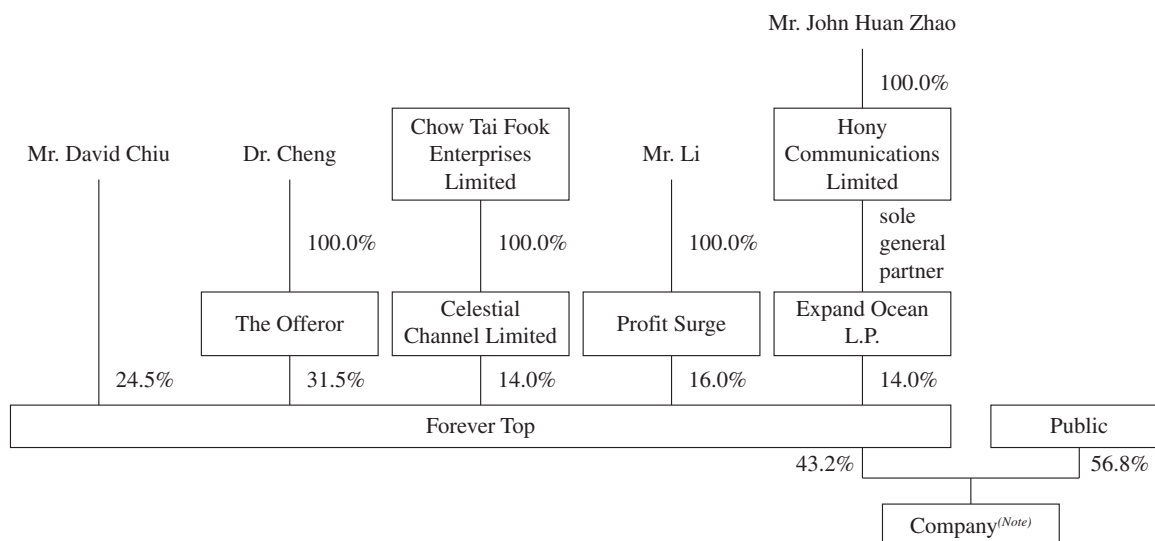 Mr. John Huan Zhao
100.0%
Chow Tai Fook
Enterprises
Limited
Hony
Communications
Limited
Mr. David Chiu
Dr. Cheng
Mr. Li
sole
general
partner
100.0%
100.0%
100.0%
The Offeror
Celestial
Channel Limited
Profit Surge
Expand Ocean
L.P.
24.5%
31.5%
14.0%
16.0%
14.0%
Forever Top
Public
43.2%
56.8%
Company(Note)